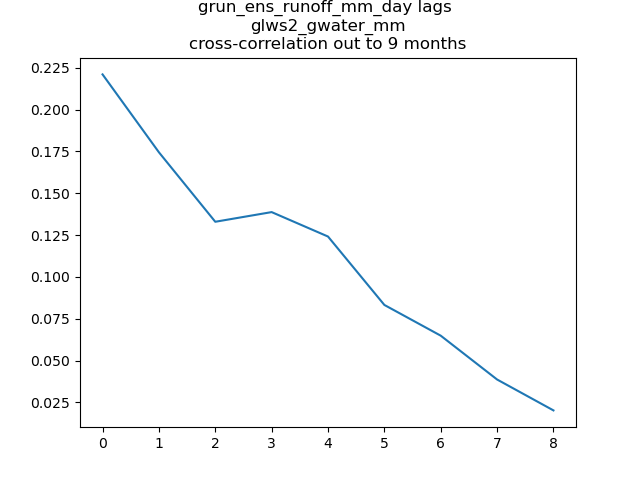 grun_ens_runoff_mm_day lags
glws2_gwater_mm
cross-correlation out to 9 months
0.225
0.200
0.175
0.150
0.125
0.100
0.075
0.050
0.025
0 1 2 3 4 5 6 7 8